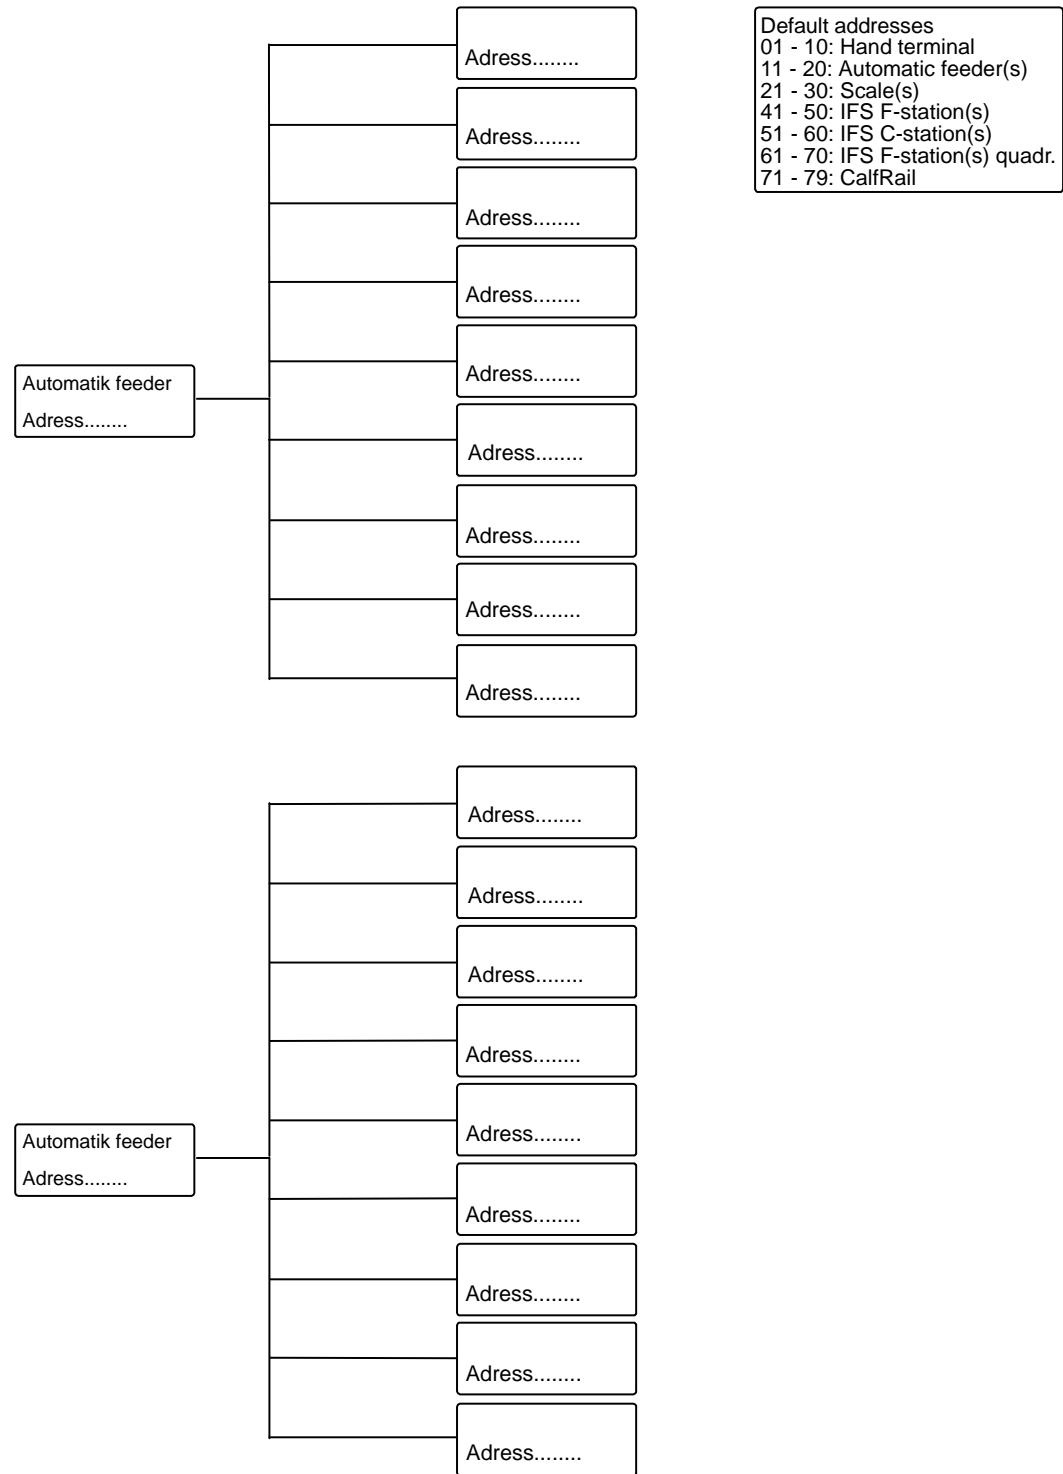 Adress........
Adress........
Adress........
Adress........
Adress........
Automatik feeder
Adress........
Adress........
Adress........
Adress........
Adress........
Default addresses
01 - 10: Hand terminal
11 - 20: Automatic feeder(s)
21 - 30: Scale(s)
41 - 50: IFS F-station(s)
51 - 60: IFS C-station(s)
61 - 70: IFS F-station(s) quadr.
71 - 79: CalfRail
Adress........
Adress........
Adress........
Adress........
Adress........
Automatik feeder
Adress........
Adress........
Adress........
Adress........
Adress........